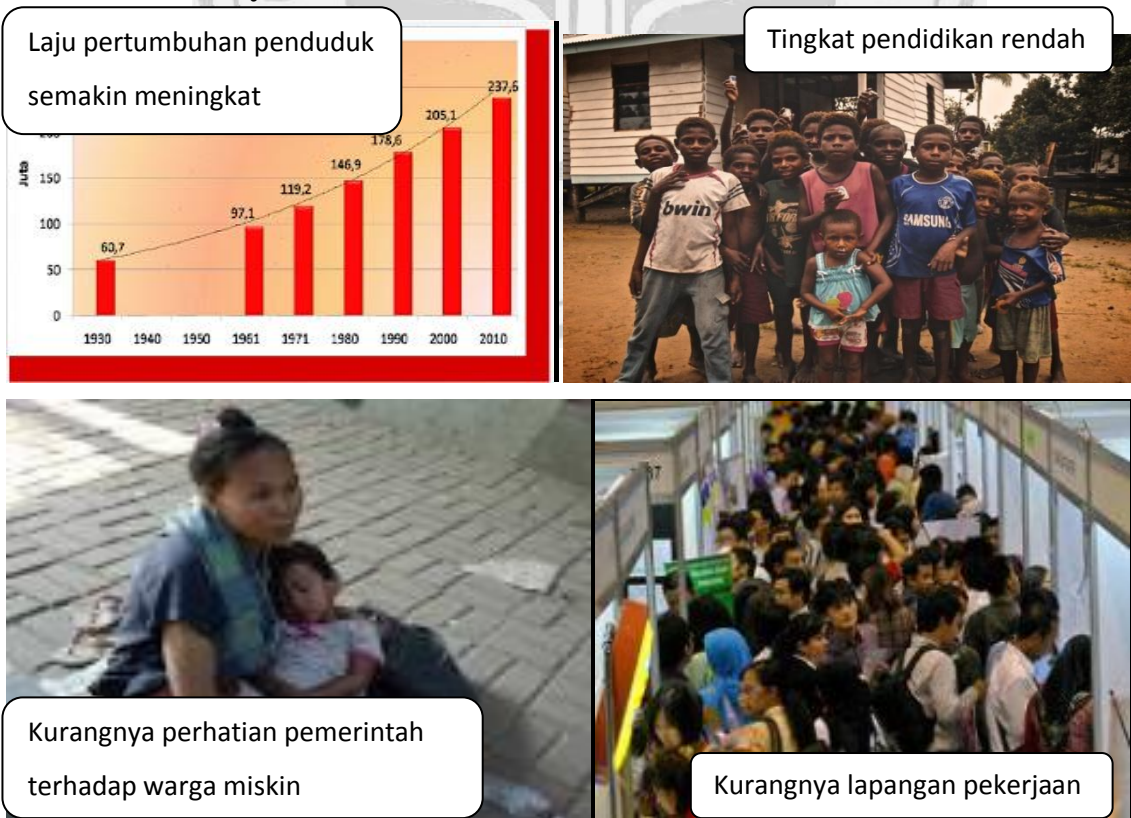 Laju pertumbuhan penduduk
semakin meningkat
Juta
150
100
50
0
60,7
97,1
119,2
146,9
178,6
205,1
237,6
1930 1940 1950 1961 1971 1980 1990 2000 2010
Tingkat pendidikan rendah
bwin
SAMSUNG
Kurangnya perhatian pemerintah
terhadap warga miskin
Kurangnya lapangan pekerjaan